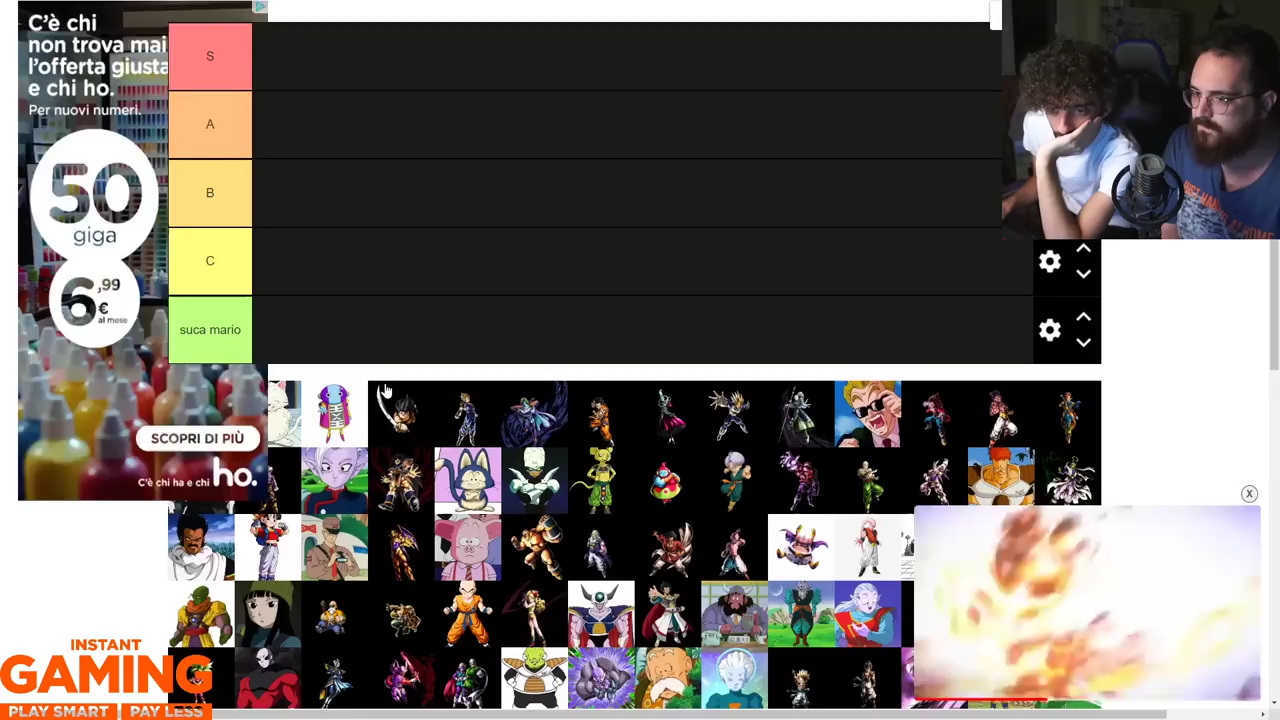 C'è chi
non trova mai
l'offerta giusta
e chi ho.
Per nuovi numeri.
50
giga
6,99
€
al mese
SCOPRI DI PIÙ
C'è chi ha e chi ho.
S
A
B
C
suca mario
X
INSTANT
GAMING
PLAY SMART PAY LESS